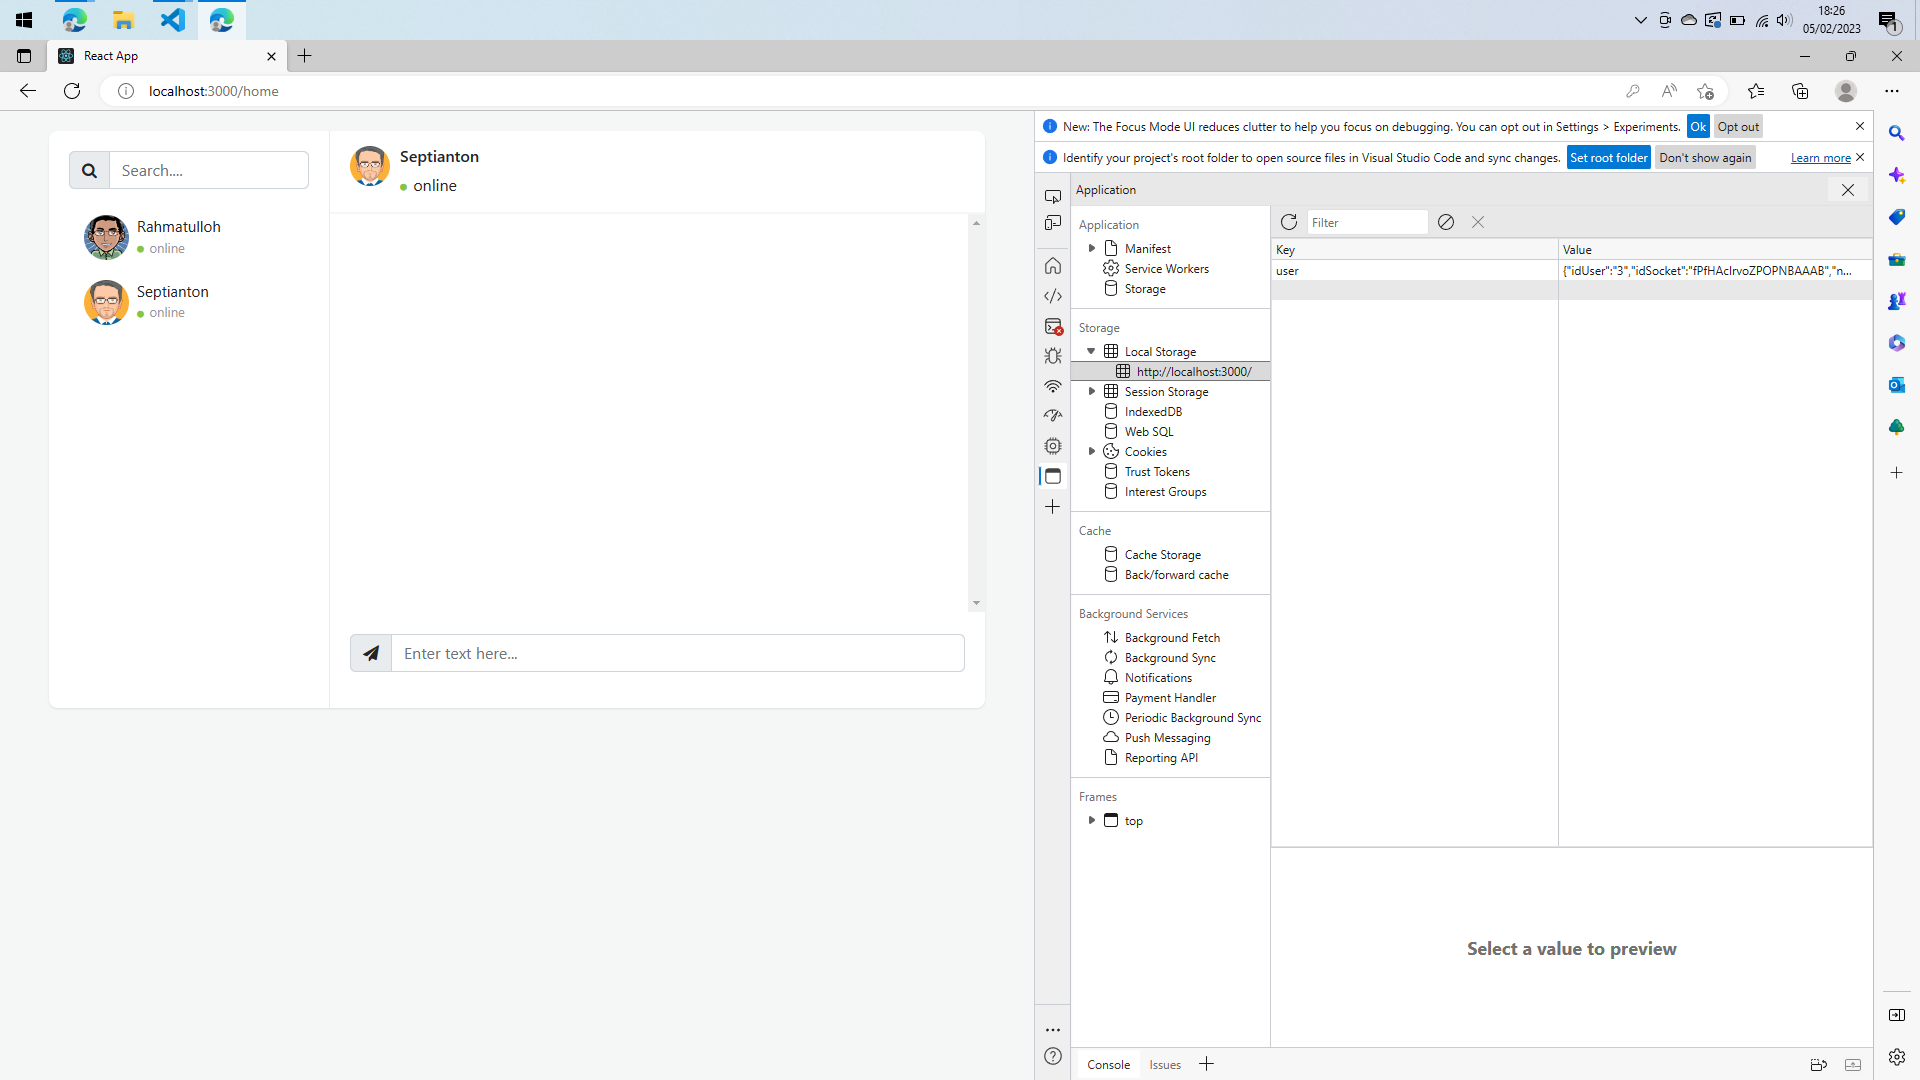 18:26
05/02/2023
1
React App
localhost:3000/home
New: The Focus Mode UI reduces clutter to help you focus on debugging. You can opt out in Settings > Experiments.
Ok
Opt out
Identify your project's root folder to open source files in Visual Studio Code and sync changes.
Set root folder
Don't show again
Learn more
Search....
Rahmatulloh
online
Septianton
online
Septianton
online
Enter text here...
Application
Application
Manifest
Service Workers
Storage
Storage
Local Storage
http://localhost:3000/
Session Storage
IndexedDB
Web SQL
Cookies
Trust Tokens
Interest Groups
Cache
Cache Storage
Back/forward cache
Background Services
Background Fetch
Background Sync
Notifications
Payment Handler
Periodic Background Sync
Push Messaging
Reporting API
Frames
top
Filter
Key
Value
user
{"idUser":"3","idSocket":"fPfHAcIrvoZPOPNBAAAB","n...
Select a value to preview
Console
Issues